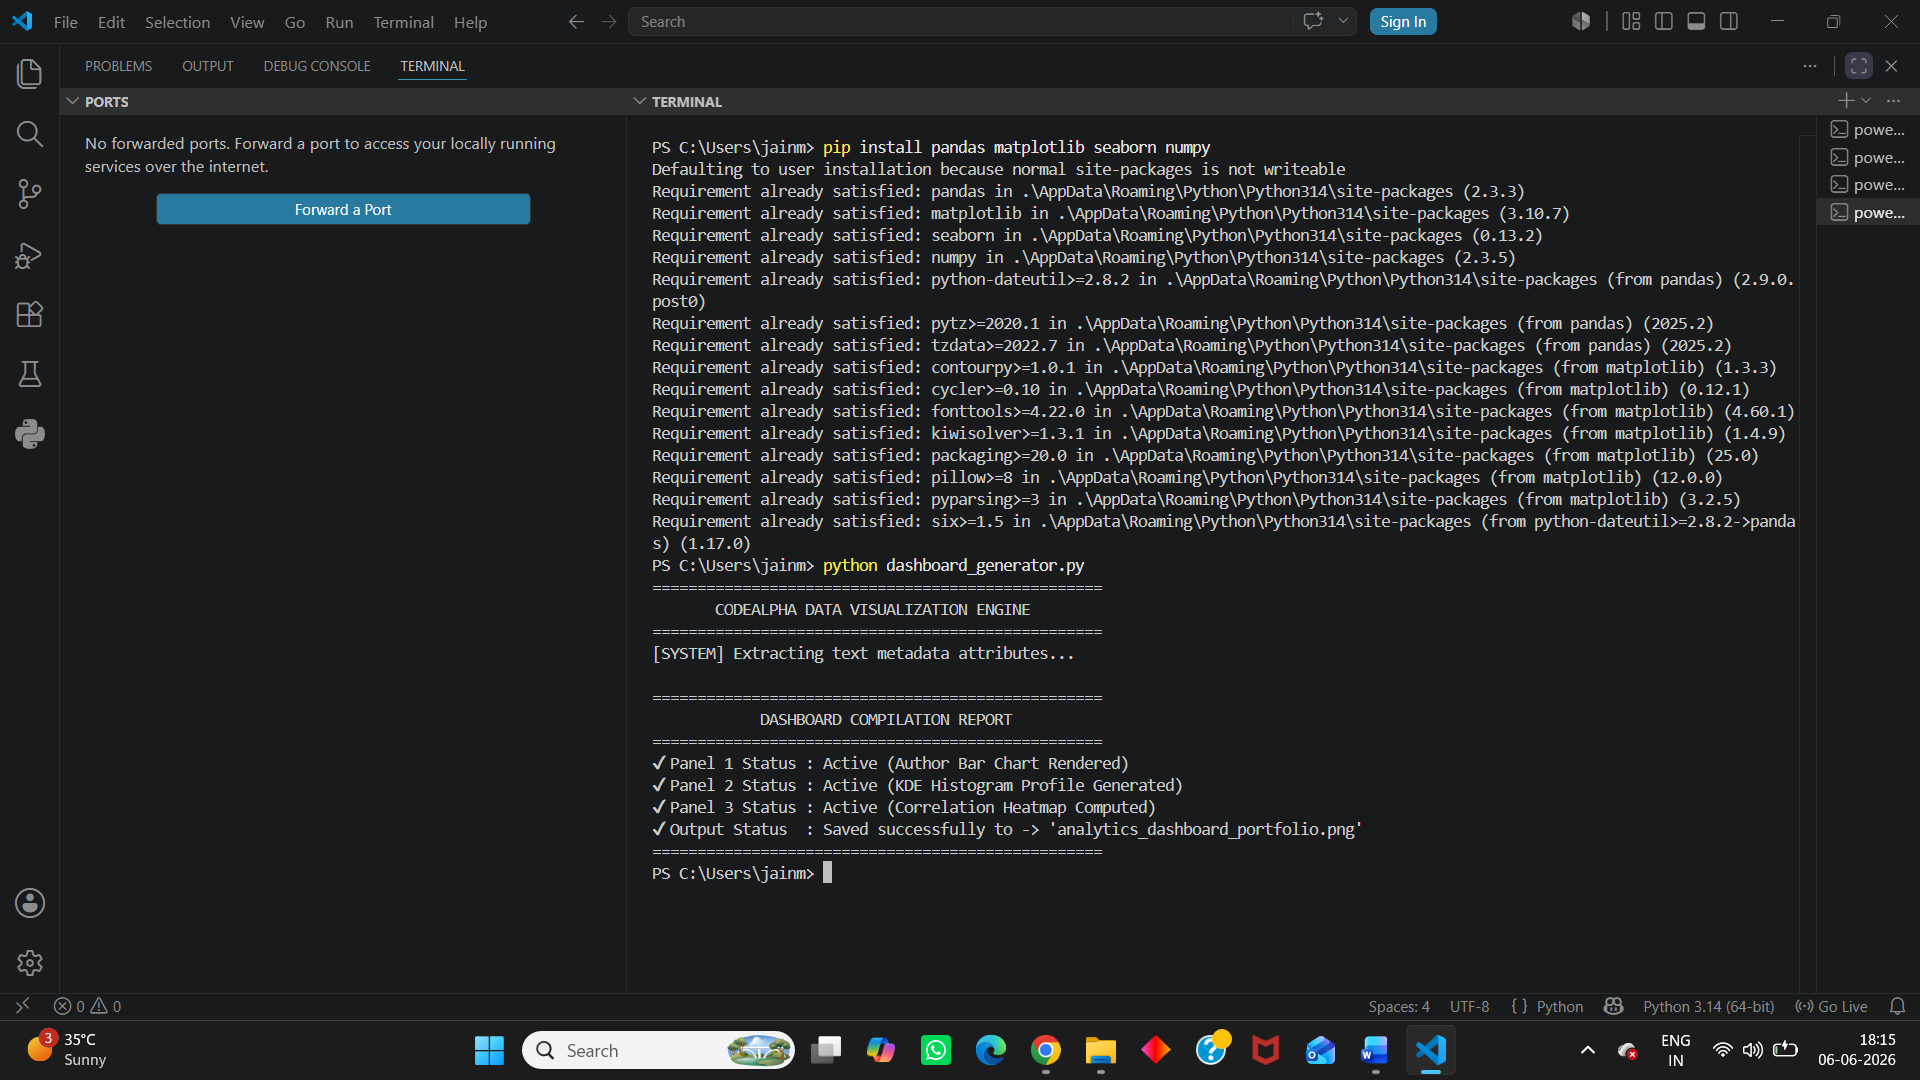 File Edit Selection View Go Run Terminal Help
Search
Sign In
PROBLEMS OUTPUT DEBUG CONSOLE TERMINAL
PORTS
No forwarded ports. Forward a port to access your locally running
services over the internet.
Forward a Port
TERMINAL
PS C:\Users\jainm> pip install pandas matplotlib seaborn numpy
Defaulting to user installation because normal site-packages is not writeable
Requirement already satisfied: pandas in .\AppData\Roaming\Python\Python314\site-packages (2.3.3)
Requirement already satisfied: matplotlib in .\AppData\Roaming\Python\Python314\site-packages (3.10.7)
Requirement already satisfied: seaborn in .\AppData\Roaming\Python\Python314\site-packages (0.13.2)
Requirement already satisfied: numpy in .\AppData\Roaming\Python\Python314\site-packages (2.3.5)
Requirement already satisfied: python-dateutil>=2.8.2 in .\AppData\Roaming\Python\Python314\site-packages (from pandas) (2.9.0.
post0)
Requirement already satisfied: pytz>=2020.1 in .\AppData\Roaming\Python\Python314\site-packages (from pandas) (2025.2)
Requirement already satisfied: tzdata>=2022.7 in .\AppData\Roaming\Python\Python314\site-packages (from pandas) (2025.2)
Requirement already satisfied: contourpy>=1.0.1 in .\AppData\Roaming\Python\Python314\site-packages (from matplotlib) (1.3.3)
Requirement already satisfied: cycler>=0.10 in .\AppData\Roaming\Python\Python314\site-packages (from matplotlib) (0.12.1)
Requirement already satisfied: fonttools>=4.22.0 in .\AppData\Roaming\Python\Python314\site-packages (from matplotlib) (4.60.1)
Requirement already satisfied: kiwisolver>=1.3.1 in .\AppData\Roaming\Python\Python314\site-packages (from matplotlib) (1.4.9)
Requirement already satisfied: packaging>=20.0 in .\AppData\Roaming\Python\Python314\site-packages (from matplotlib) (25.0)
Requirement already satisfied: pillow>=8 in .\AppData\Roaming\Python\Python314\site-packages (from matplotlib) (12.0.0)
Requirement already satisfied: pyparsing>=3 in .\AppData\Roaming\Python\Python314\site-packages (from matplotlib) (3.2.5)
Requirement already satisfied: six>=1.5 in .\AppData\Roaming\Python\Python314\site-packages (from python-dateutil>=2.8.2->panda
s) (1.17.0)
PS C:\Users\jainm> python dashboard_generator.py
==================================================
CODEALPHA DATA VISUALIZATION ENGINE
==================================================
[SYSTEM] Extracting text metadata attributes...
==================================================
DASHBOARD COMPILATION REPORT
==================================================
✓ Panel 1 Status : Active (Author Bar Chart Rendered)
✓ Panel 2 Status : Active (KDE Histogram Profile Generated)
✓ Panel 3 Status : Active (Correlation Heatmap Computed)
✓ Output Status  : Saved successfully to -> 'analytics_dashboard_portfolio.png'
==================================================
PS C:\Users\jainm>
powe...
powe...
powe...
powe...
0 0
Spaces: 4 UTF-8 { } Python Python 3.14 (64-bit) Go Live
3
35°C
Sunny
Search
ENG
IN
18:15
06-06-2026